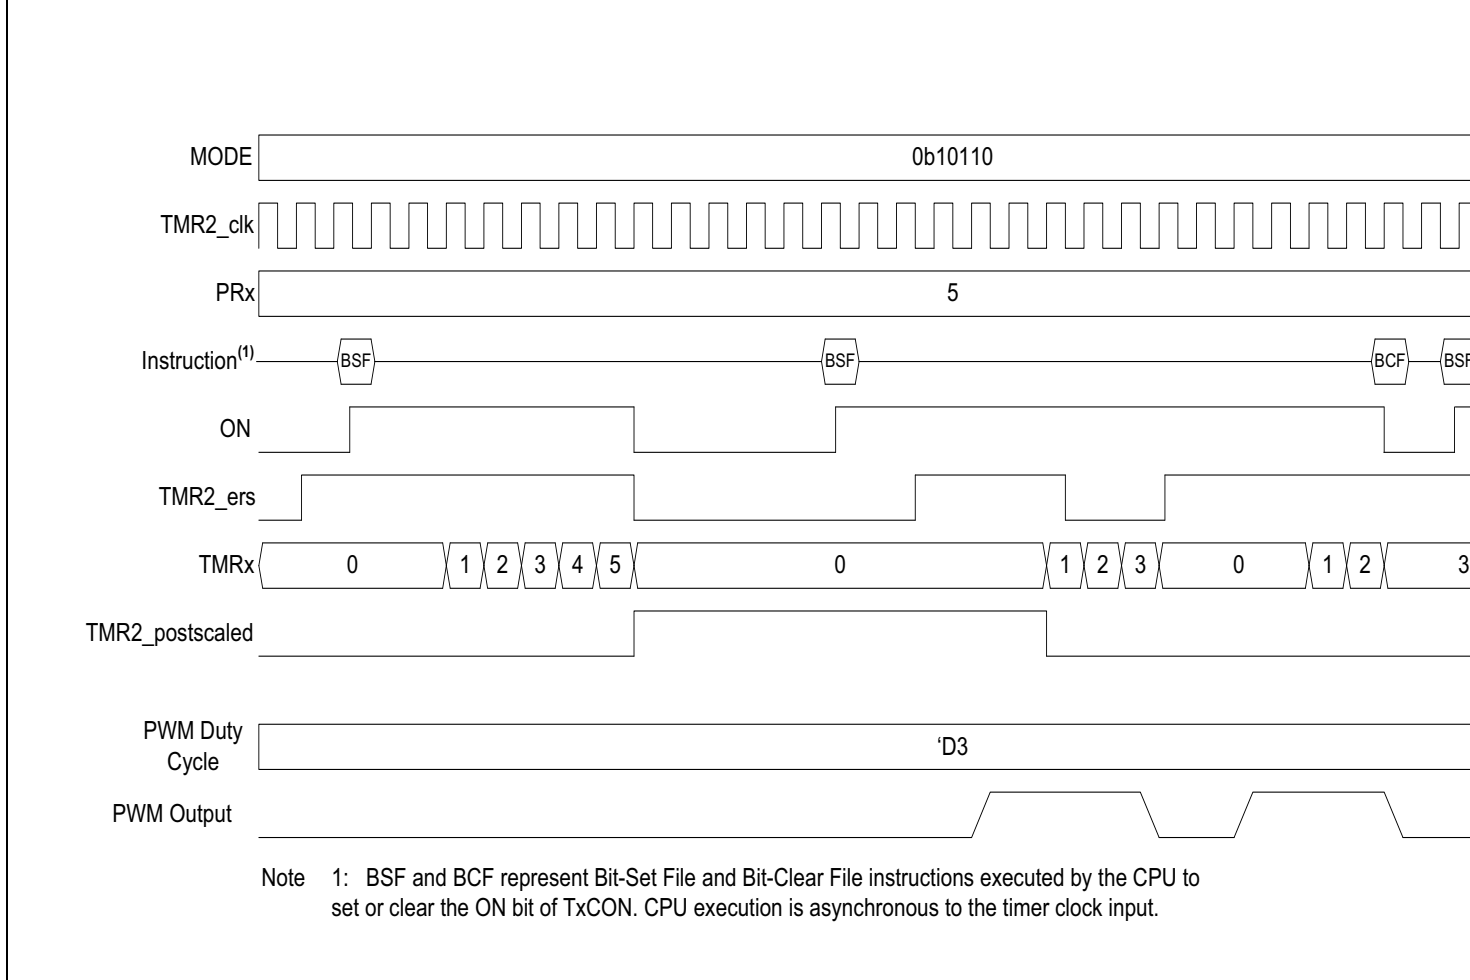 MODE 0b10110
TMR2_clk
PRx 5
Instruction(1) BSF BSF BCF BSF
ON
TMR2_ers
TMRx 0 1 2 3 4 5 0 1 2 3 0 1 2 3
TMR2_postscaled
PWM Duty
Cycle
‘D3
PWM Output
Note 1: BSF and BCF represent Bit-Set File and Bit-Clear File instructions executed by the CPU to
set or clear the ON bit of TxCON. CPU execution is asynchronous to the timer clock input.